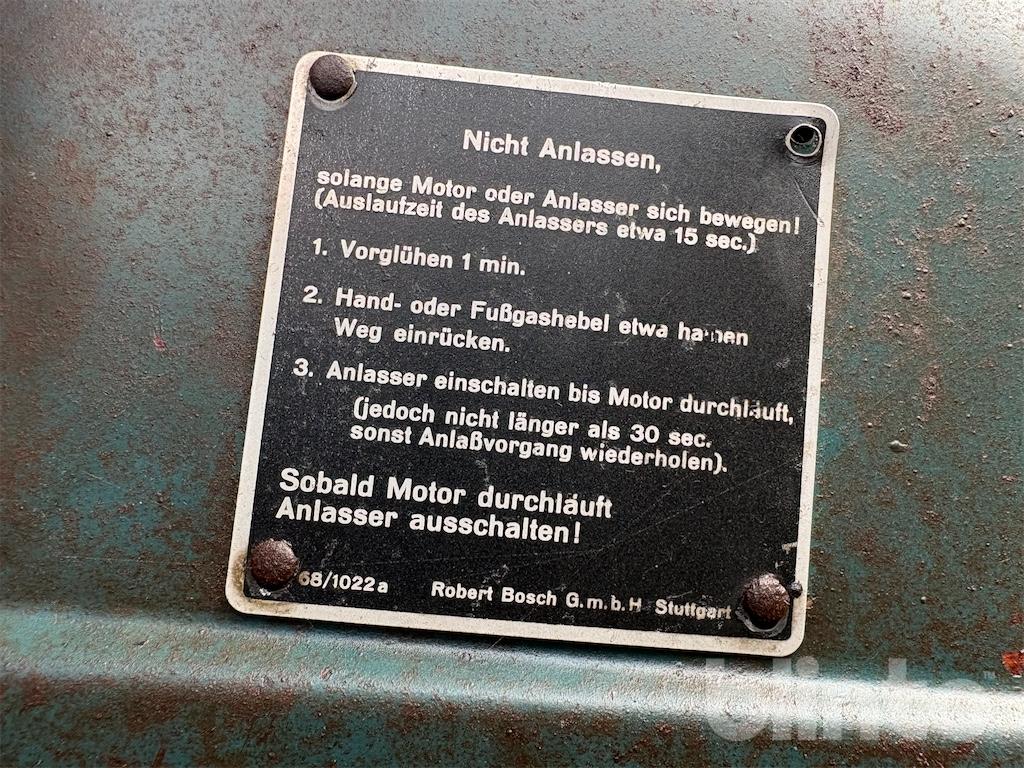 Nicht Anlassen,
solange Motor oder Anlasser sich bewegen!
(Auslaufzeit des Anlassers etwa 15 sec.)
1. Vorglühen 1 min.
2. Hand- oder Fußgashebel etwa halben
Weg einrücken.
3. Anlasser einschalten bis Motor durchläuft,
(jedoch nicht länger als 30 sec.
sonst Anlaßvorgang wiederholen).
Sobald Motor durchläuft
Anlasser ausschalten!
68/1022a Robert Bosch G.m.b.H Stuttgart
blinto